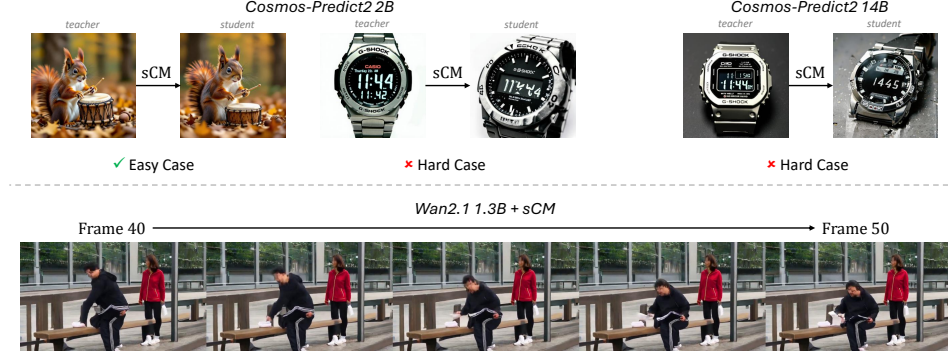 Cosmos-Predict2 2B
Cosmos-Predict2 14B
teacher
student
teacher
student
teacher
student
sCM
sCM
sCM
G-SHOCK
CASIO
11:44
11:42
G-SHOCK
G-SHOCK
11:44
G-SHOCK
1445
✓ Easy Case
✘ Hard Case
✘ Hard Case
Wan2.1 1.3B + sCM
Frame 40
Frame 50